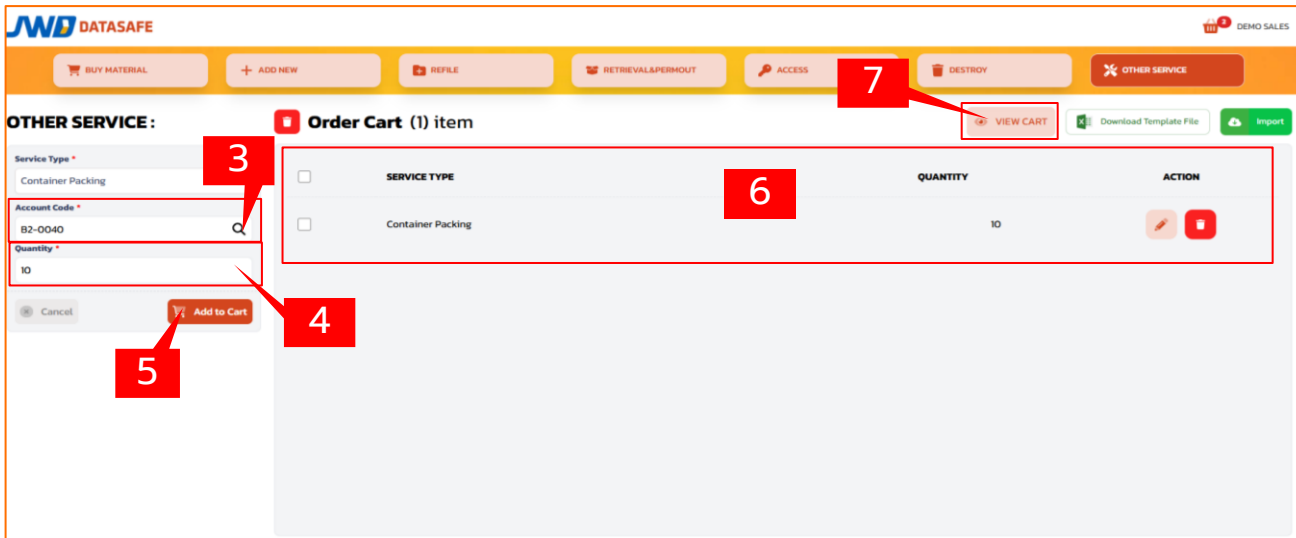 JWD DATASAFE
3
DEMO SALES
BUY MATERIAL
ADD NEW
REFILE
RETRIEVAL&PERMOUT
ACCESS
DESTROY
OTHER SERVICE
7
OTHER SERVICE :
Order Cart (1) item
VIEW CART
Download Template File
Import
Service Type *
Container Packing
3
Account Code *
B2-0040
Quantity *
10
4
Cancel
Add to Cart
5
SERVICE TYPE
QUANTITY
ACTION
6
Container Packing
10